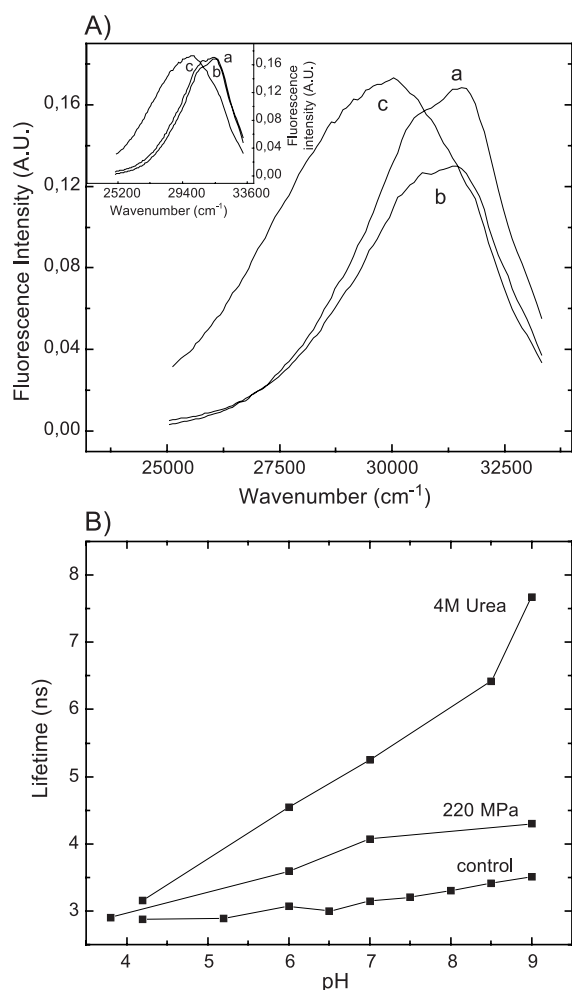 A)
a
c
b
0,16
0,12
0,08
0,04
0,00
Fluorescence Intensity (A.U.)
25000 27500 30000 32500
Wavenumber (cm-1)
c
a
b
0,16
0,12
0,08
0,04
0,00
Fluorescence
intensity (A.U.)
25200 29400 33600
Wavenumber (cm-1)
B)
8
7
6
5
4
3
Lifetime (ns)
4M Urea
220 MPa
control
4 5 6 7 8 9
pH